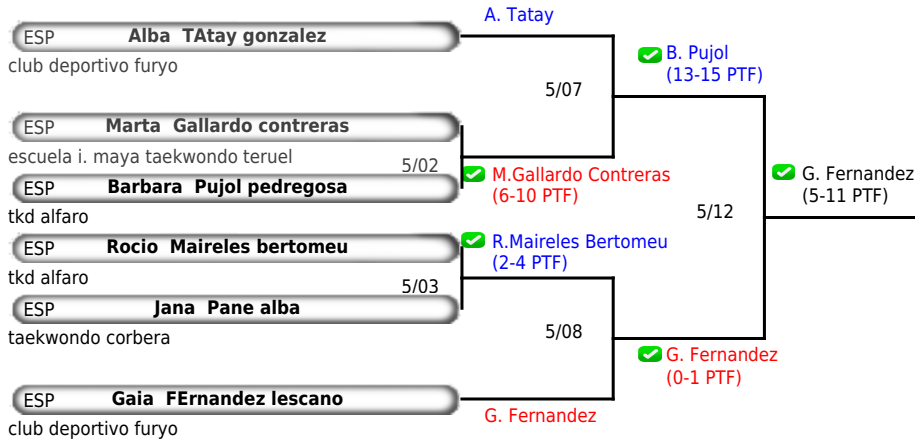 A. Tatay
ESP Alba TAtay gonzalez
club deportivo furyo
B. Pujol
(13-15 PTF)
5/07
ESP Marta Gallardo contreras
escuela i. maya taekwondo teruel
5/02
M.Gallardo Contreras
(6-10 PTF)
ESP Barbara Pujol pedregosa
tkd alfaro
G. Fernandez
(5-11 PTF)
5/12
ESP Rocio Maireles bertomeu
tkd alfaro
R.Maireles Bertomeu
(2-4 PTF)
5/03
ESP Jana Pane alba
taekwondo corbera
5/08
G. Fernandez
(0-1 PTF)
ESP Gaia FErnandez lescano
club deportivo furyo
G. Fernandez